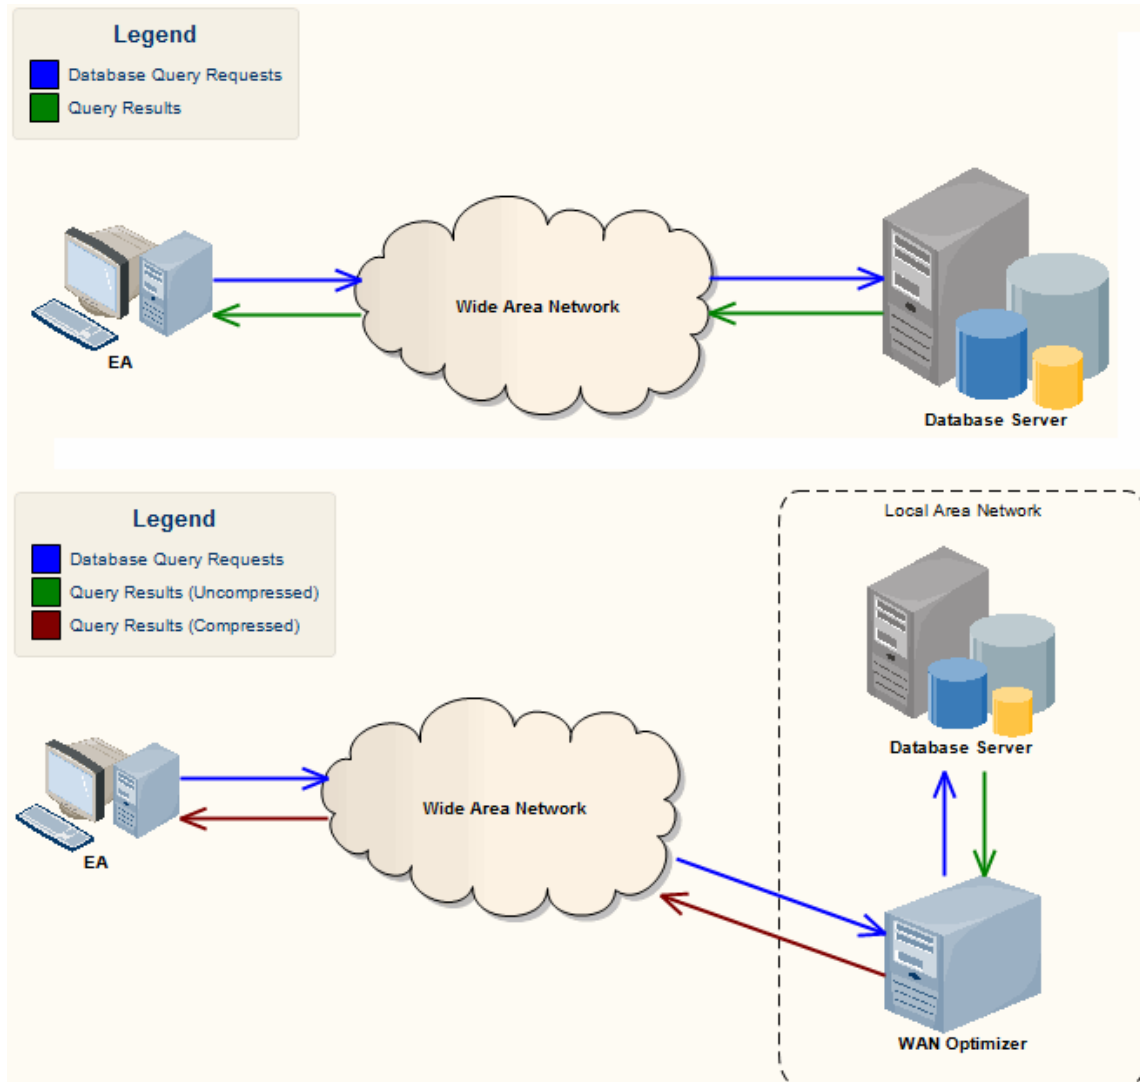 Legend
Database Query Requests
Query Results
Wide Area Network
EA
Database Server
Legend
Database Query Requests
Query Results (Uncompressed)
Query Results (Compressed)
Local Area Network
Database Server
Wide Area Network
EA
WAN Optimizer